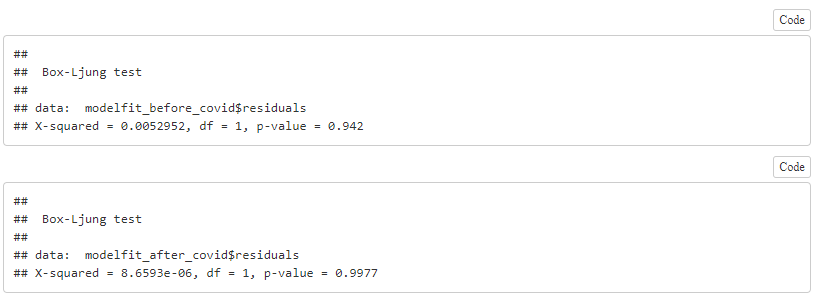 Code
##
##  Box-Ljung test
##
## data:  modelfit_before_covid$residuals
## X-squared = 0.0052952, df = 1, p-value = 0.942
Code
##
##  Box-Ljung test
##
## data:  modelfit_after_covid$residuals
## X-squared = 8.6593e-06, df = 1, p-value = 0.9977